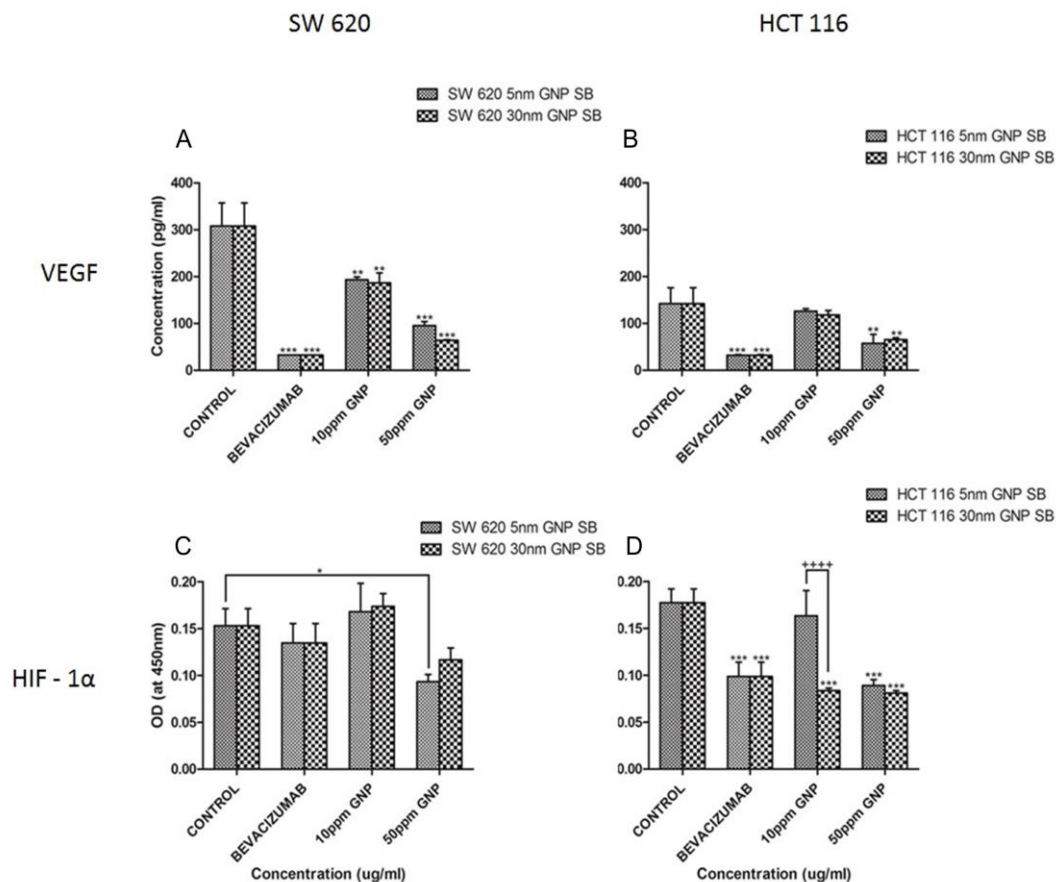 SW 620
HCT 116
VEGF
A
SW 620 5nm GNP SB
SW 620 30nm GNP SB
Concentration (pg/ml)
400
300
200
100
0
*** ***
** **
***
***
CONTROL
BEVACIZUMAB
10ppm GNP
50ppm GNP
B
HCT 116 5nm GNP SB
HCT 116 30nm GNP SB
400
300
200
100
0
*** ***
** **
CONTROL
BEVACIZUMAB
10ppm GNP
50ppm GNP
HIF - 1α
C
SW 620 5nm GNP SB
SW 620 30nm GNP SB
OD (at 450nm)
0.20
0.15
0.10
0.05
0.00
*
CONTROL
BEVACIZUMAB
10ppm GNP
50ppm GNP
Concentration (ug/ml)
D
HCT 116 5nm GNP SB
HCT 116 30nm GNP SB
0.20
0.15
0.10
0.05
0.00
++++
*** ***
***
***
***
CONTROL
BEVACIZUMAB
10ppm GNP
50ppm GNP
Concentration (ug/ml)